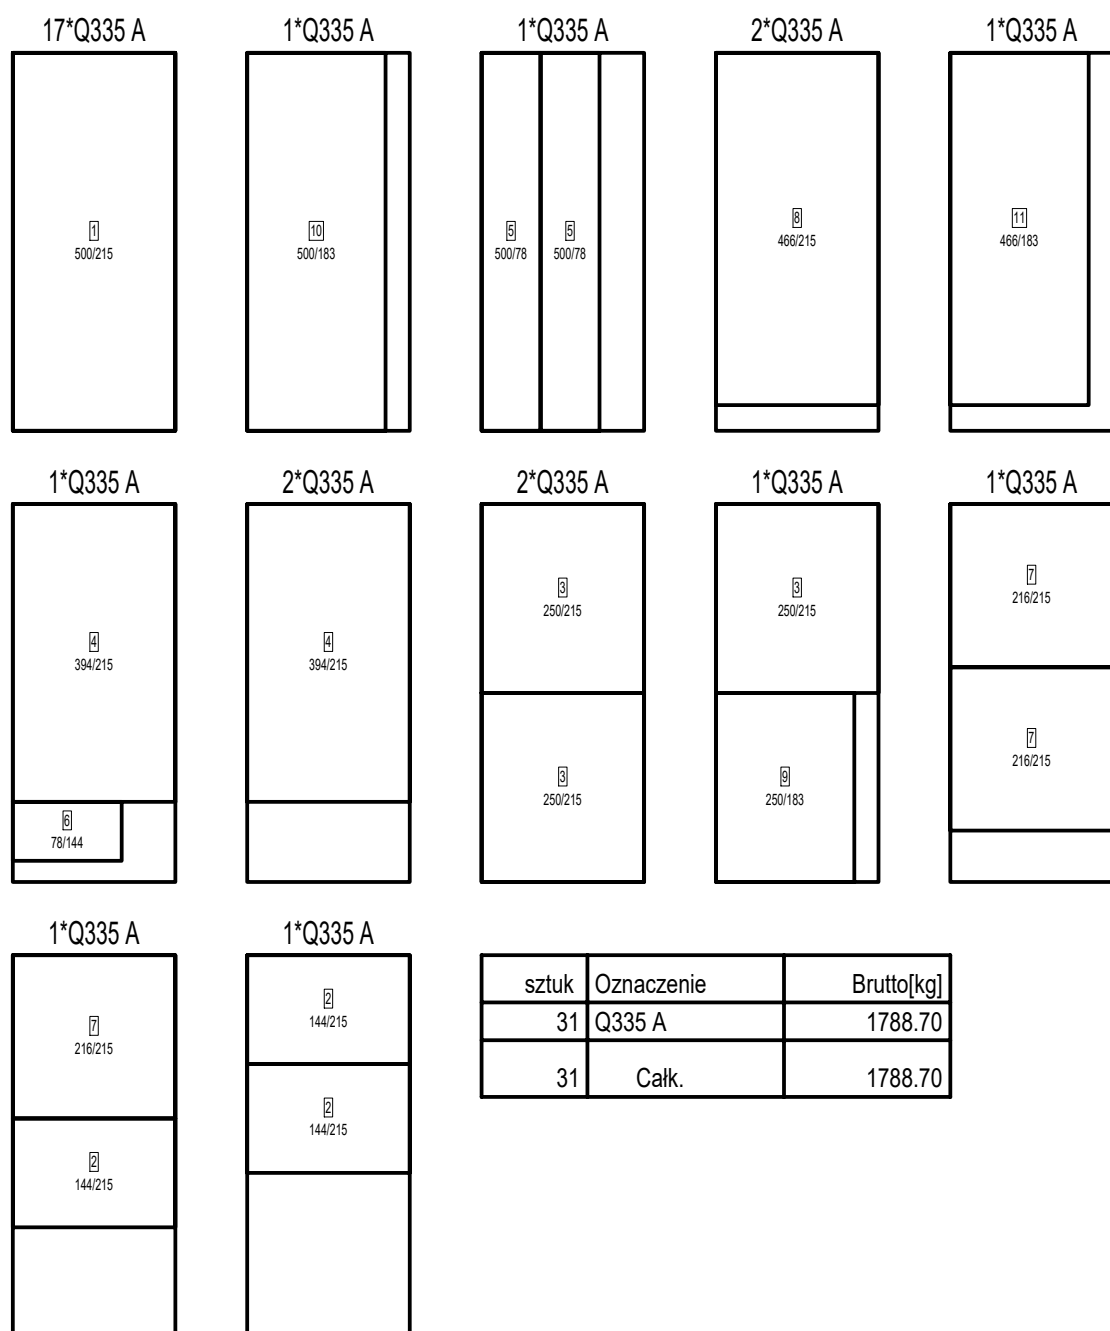 17*Q335 A
1*Q335 A
1*Q335 A
2*Q335 A
1*Q335 A
1
500/215
10
500/183
5
500/78
5
500/78
8
466/215
11
466/183
1*Q335 A
2*Q335 A
2*Q335 A
1*Q335 A
1*Q335 A
4
394/215
6
78/144
4
394/215
3
250/215
3
250/215
3
250/215
9
250/183
7
216/215
7
216/215
1*Q335 A
1*Q335 A
7
216/215
2
144/215
2
144/215
2
144/215
sztuk Oznaczenie Brutto[kg]
31 Q335 A 1788.70
31 Całk. 1788.70